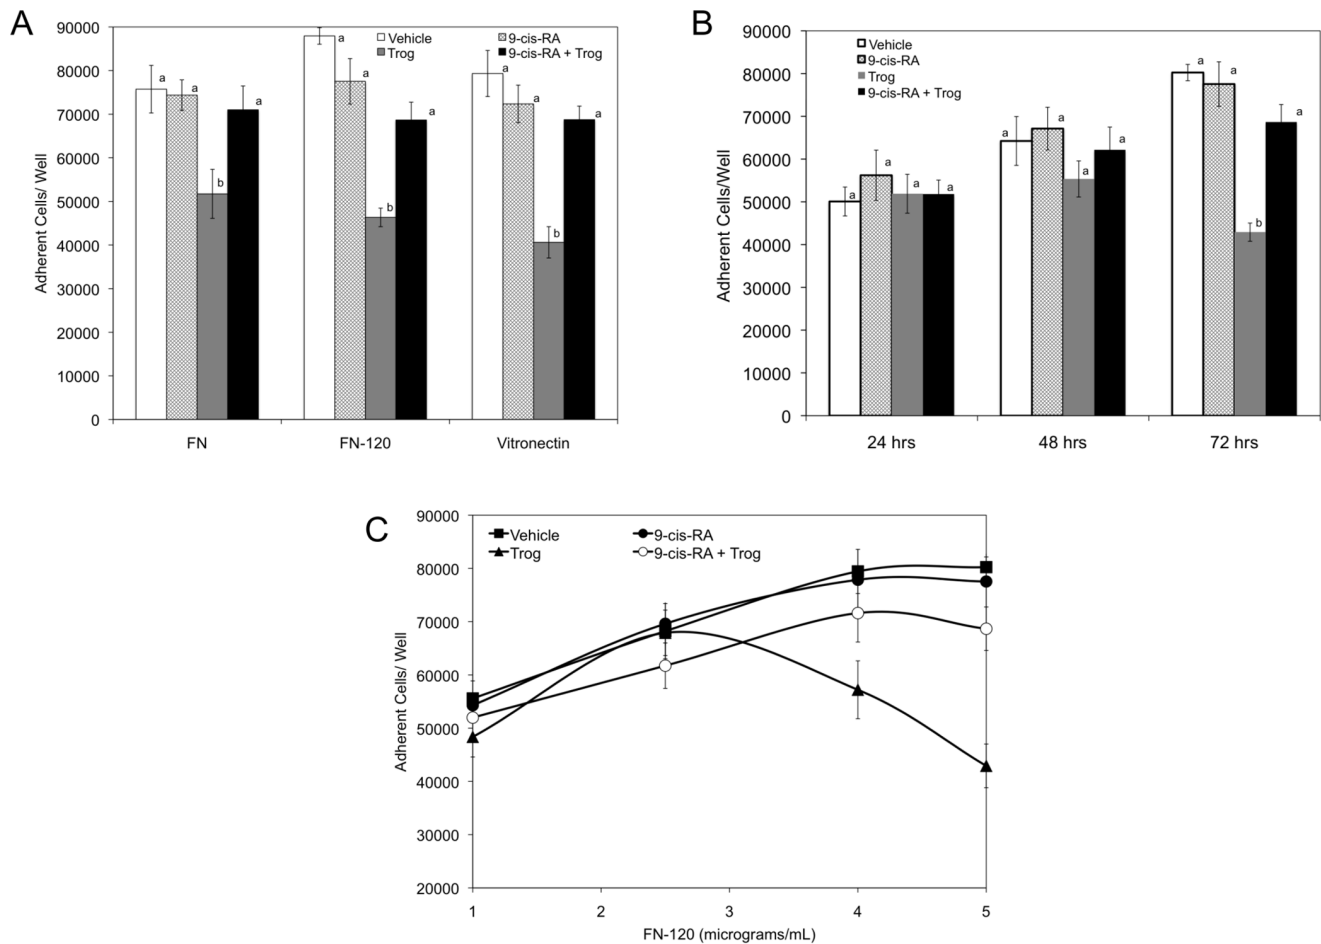 A
90000
80000
70000
60000
50000
40000
30000
20000
10000
0
Adherent Cells/ Well
Vehicle
9-cis-RA
Trog
9-cis-RA + Trog
a
a
b
a
a
a
b
a
a
a
b
a
FN
FN-120
Vitronectin
B
90000
80000
70000
60000
50000
40000
30000
20000
10000
0
Adherent Cells/Well
Vehicle
9-cis-RA
Trog
9-cis-RA + Trog
a
a
a
a
a
a
a
a
a
a
b
a
24 hrs
48 hrs
72 hrs
C
90000
80000
70000
60000
50000
40000
30000
20000
Adherent Cells/ Well
Vehicle
9-cis-RA
Trog
9-cis-RA + Trog
1
2
3
4
5
FN-120 (micrograms/mL)